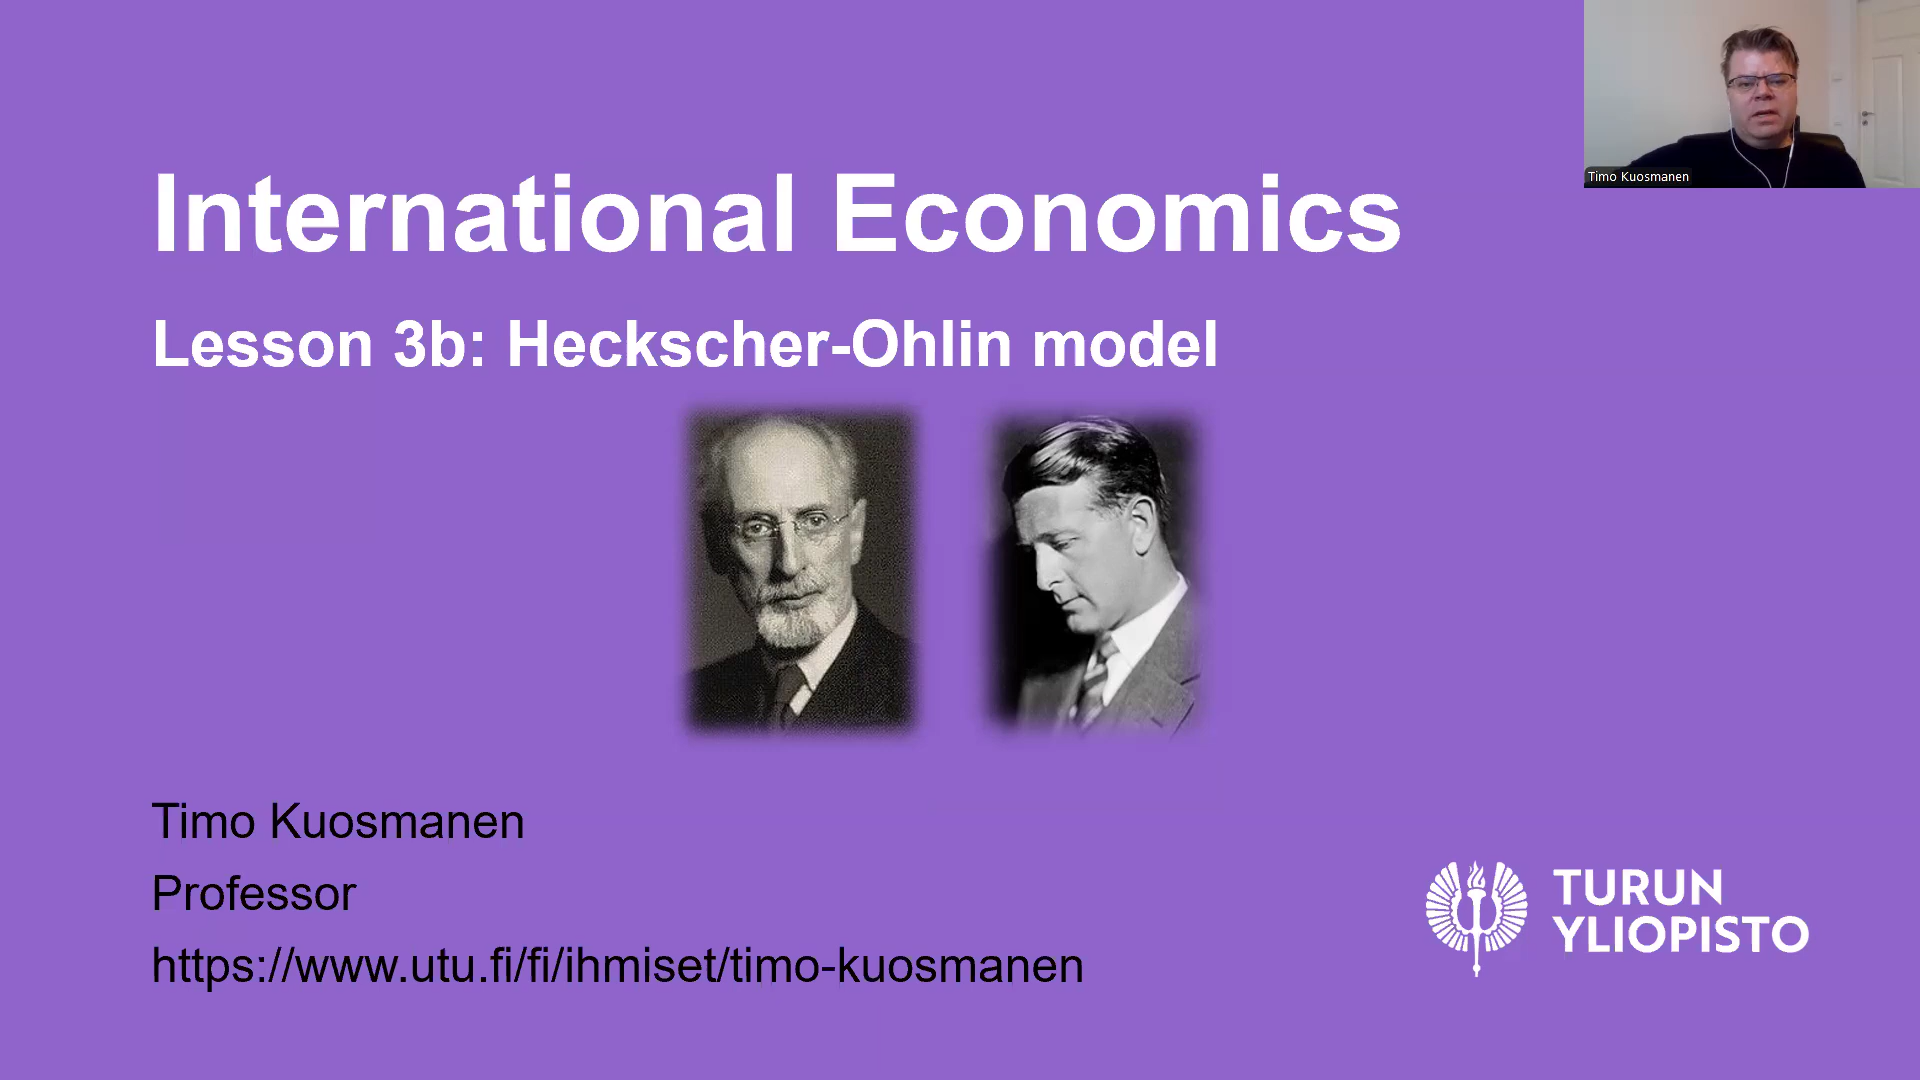 Timo Kuosmanen
International Economics
Lesson 3b: Heckscher-Ohlin model
Timo Kuosmanen
Professor
https://www.utu.fi/fi/ihmiset/timo-kuosmanen
TURUN
YLIOPISTO